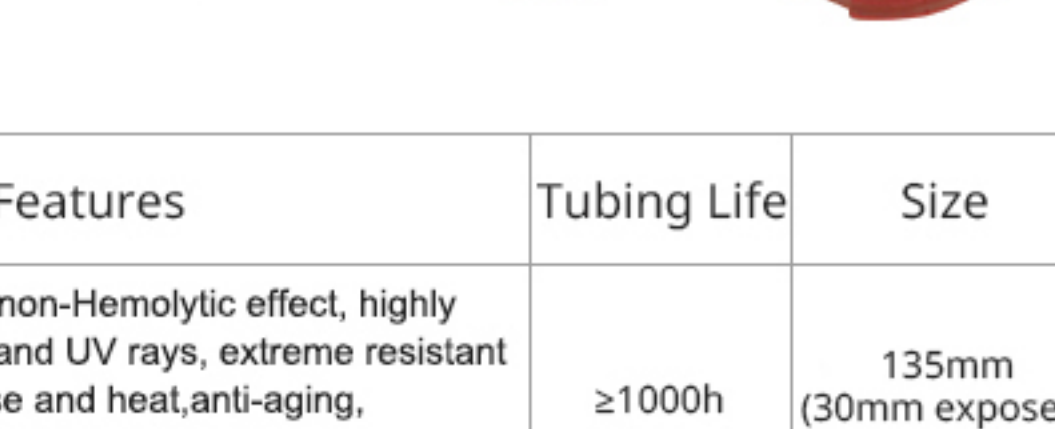 Features Tubing Life Size
non-Hemolytic effect, highly
and UV rays, extreme resistant
135mm
and heat,anti-aging,
≥1000h
(30mm expose